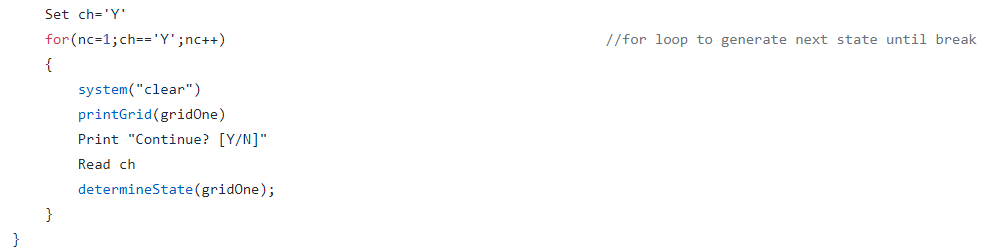 Set ch='Y'
for(nc=1;ch=='Y';nc++) //for loop to generate next state until break
{
system("clear")
printGrid(gridOne)
Print "Continue? [Y/N]"
Read ch
determineState(gridOne);
}
}